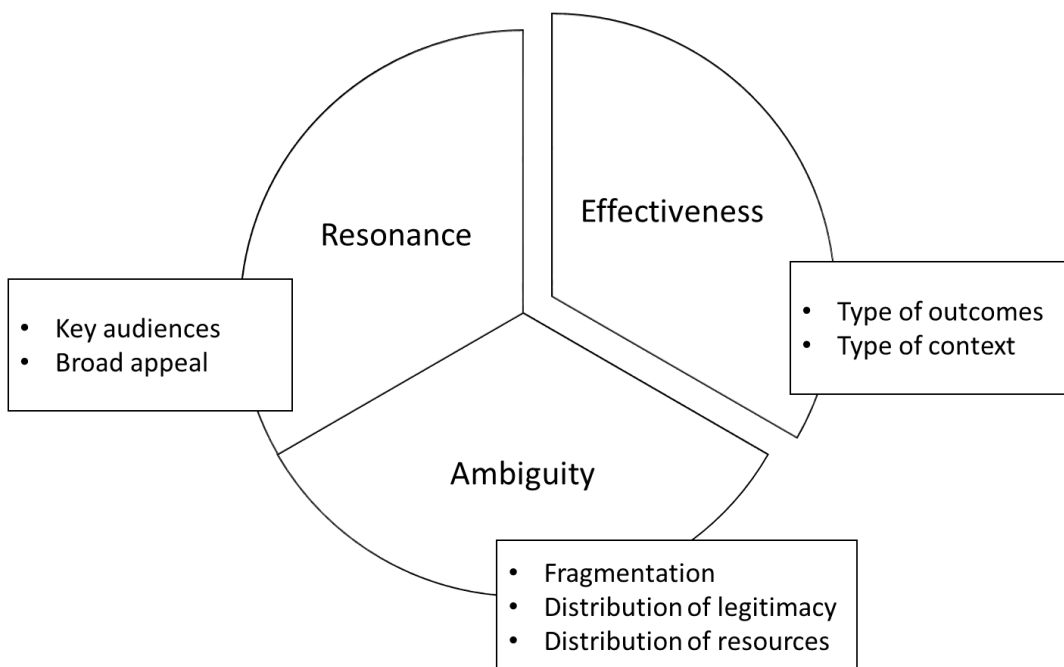 Effectiveness
Resonance
• Type of outcomes
• Type of context
• Key audiences
• Broad appeal
Ambiguity
• Fragmentation
• Distribution of legitimacy
• Distribution of resources